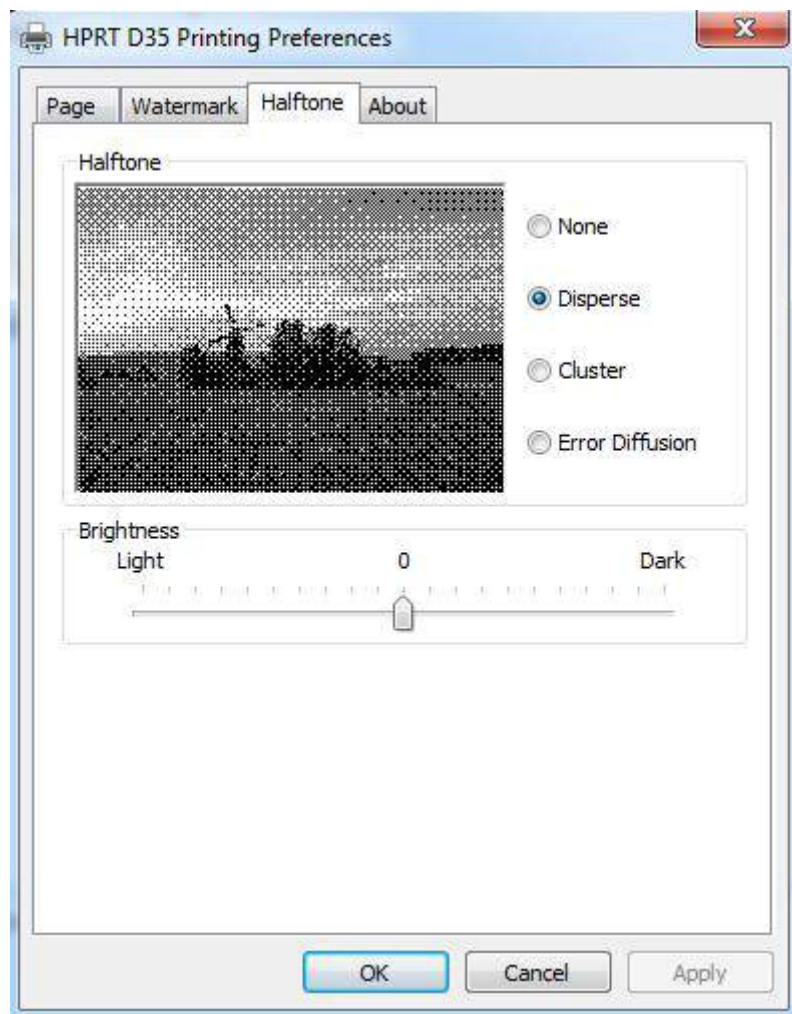 HPRT D35 Printing Preferences
Page Watermark Halftone About
Halftone
None
Disperse
Cluster
Error Diffusion
Brightness
Light 0 Dark
OK Cancel Apply